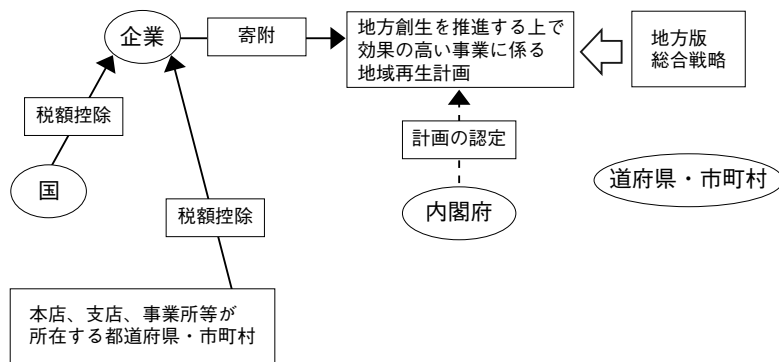 企業
寄附
地方創生を推進する上で
効果の高い事業に係る
地域再生計画
地方版
総合戦略
税額控除
計画の認定
国
道府県・市町村
内閣府
税額控除
本店、支店、事業所等が
所在する都道府県・市町村